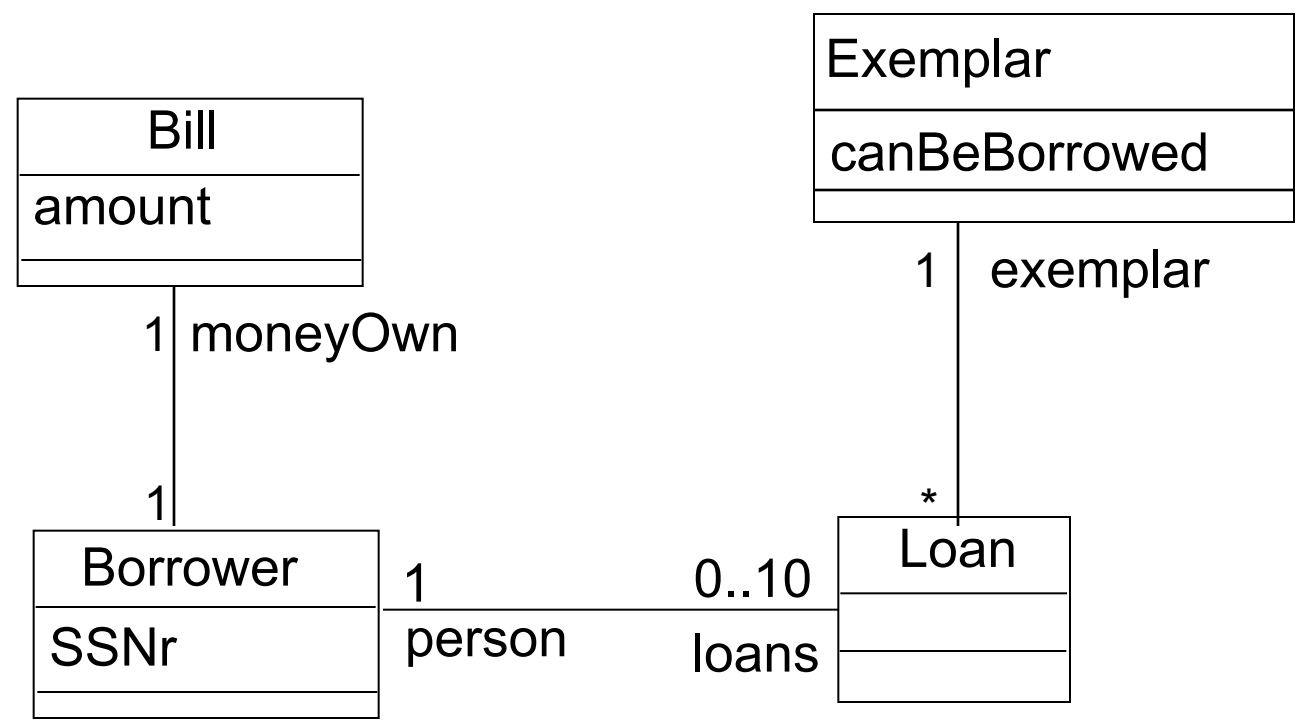 Exemplar
canBeBorrowed
Bill
amount
1 exemplar
1 moneyOwn
1
*
Borrower
SSNr
1
person
0..10
loans
Loan